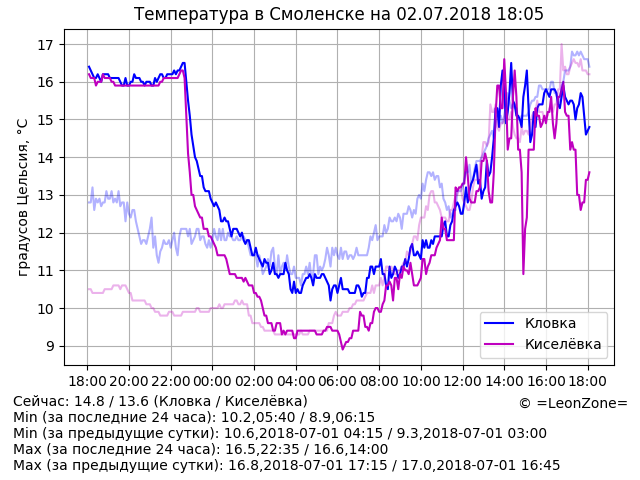 Температура в Смоленске на 02.07.2018 18:05
градусов Цельсия, °C
17
16
15
14
13
12
11
10
9
Кловка
Киселёвка
18:00 20:00 22:00 00:00 02:00 04:00 06:00 08:00 10:00 12:00 14:00 16:00 18:00
Сейчас: 14.8 / 13.6 (Кловка / Киселёвка)
© =LeonZone=
Min (за последние 24 часа): 10.2,05:40 / 8.9,06:15
Min (за предыдущие сутки): 10.6,2018-07-01 04:15 / 9.3,2018-07-01 03:00
Max (за последние 24 часа): 16.5,22:35 / 16.6,14:00
Max (за предыдущие сутки): 16.8,2018-07-01 17:15 / 17.0,2018-07-01 16:45